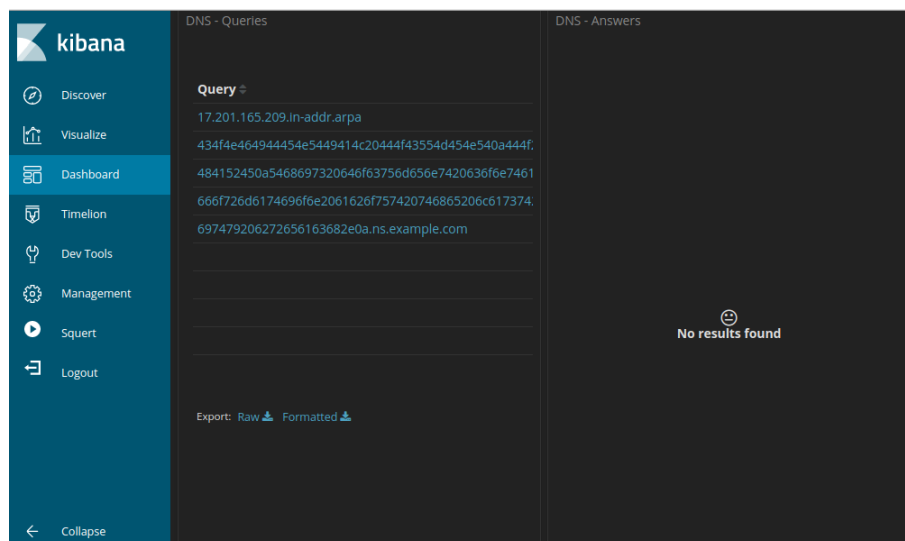 DNS - Queries
DNS - Answers
kibana
Discover
Visualize
Dashboard
Timelion
Dev Tools
Management
Squert
Logout
Collapse
Query
17.201.165.209.in-addr.arpa
434f4e464944454e5449414c20444f43554d454e540a444f
484152450a5468697320646f63756d656e7420636f6e7461
666f726d6174696f6e2061626f757420746865206c617374
697479206272656163682e0a.ns.example.com
Export: Raw Formatted
No results found